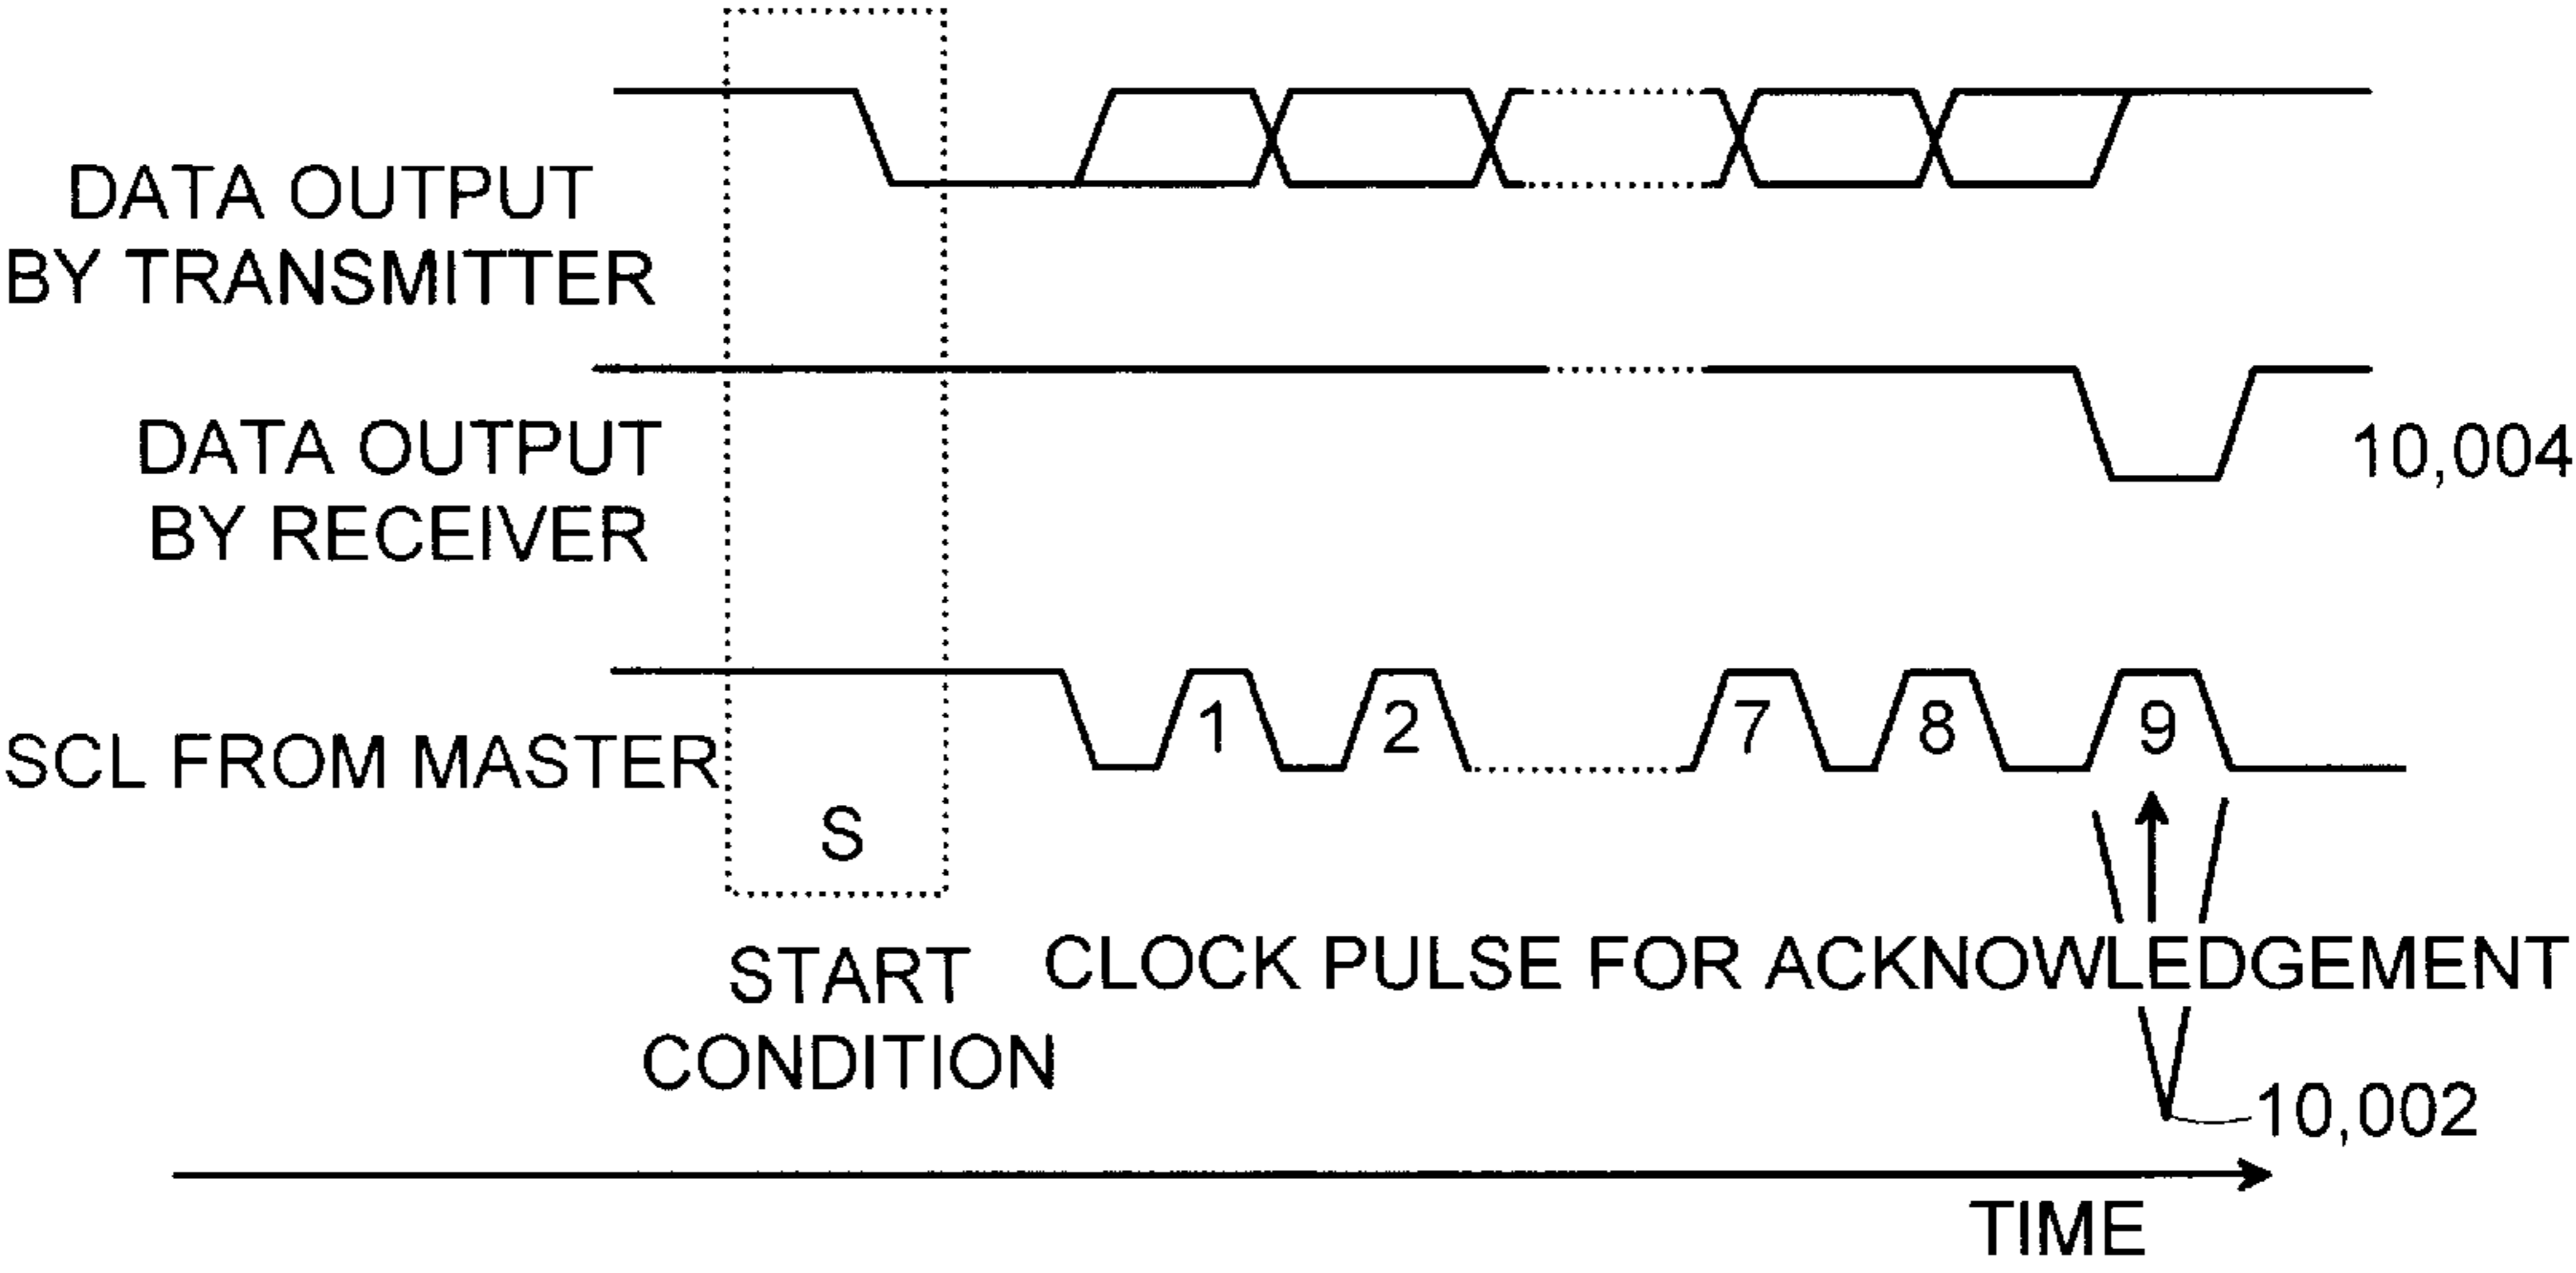 DATA OUTPUT
BY TRANSMITTER
DATA OUTPUT
BY RECEIVER
10,004
SCL FROM MASTER
1
2
7
8
9
S
START
CONDITION
CLOCK PULSE FOR ACKNOWLEDGEMENT
10,002
TIME